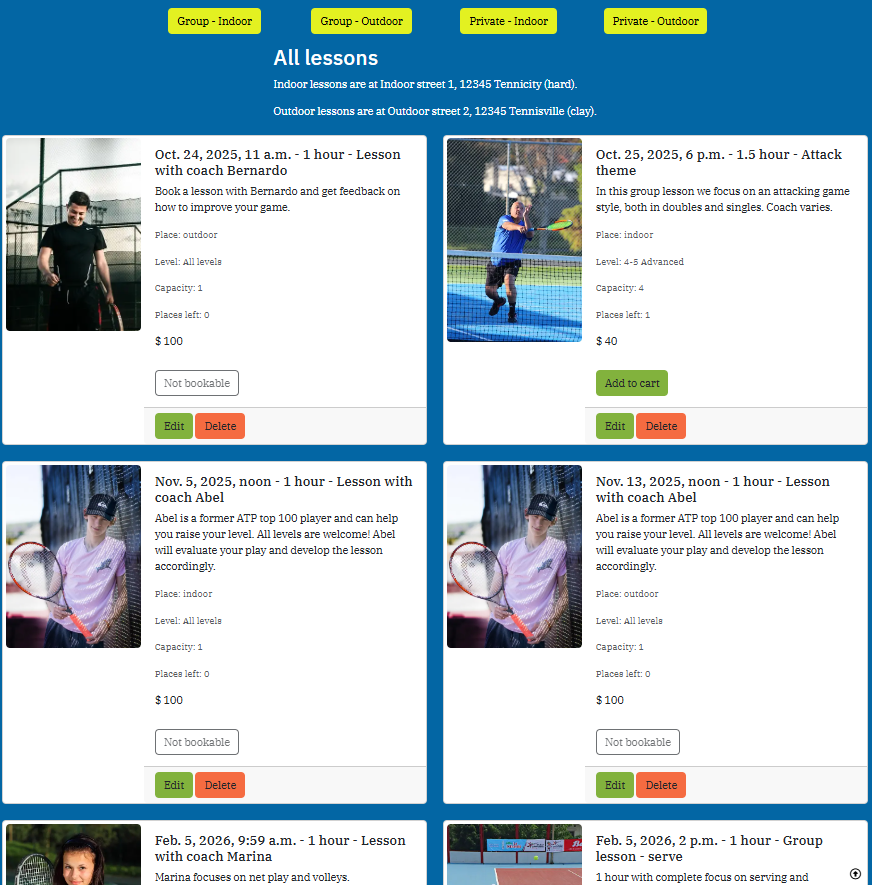 Group - Indoor
Group - Outdoor
Private - Indoor
Private - Outdoor
All lessons
Indoor lessons are at Indoor street 1, 12345 Tennicity (hard).
Outdoor lessons are at Outdoor street 2, 12345 Tennisville (clay).
Oct. 24, 2025, 11 a.m. - 1 hour - Lesson
with coach Bernardo
Book a lesson with Bernardo and get feedback on
how to improve your game.
Place: outdoor
Level: All levels
Capacity: 1
Places left: 0
$ 100
Not bookable
Edit
Delete
Oct. 25, 2025, 6 p.m. - 1.5 hour - Attack
theme
In this group lesson we focus on an attacking game
style, both in doubles and singles. Coach varies.
Place: indoor
Level: 4-5 Advanced
Capacity: 4
Places left: 1
$ 40
Add to cart
Edit
Delete
Nov. 5, 2025, noon - 1 hour - Lesson with
coach Abel
Abel is a former ATP top 100 player and can help
you raise your level. All levels are welcome! Abel
will evaluate your play and develop the lesson
accordingly.
Place: indoor
Level: All levels
Capacity: 1
Places left: 0
$ 100
Not bookable
Edit
Delete
Nov. 13, 2025, noon - 1 hour - Lesson
with coach Abel
Abel is a former ATP top 100 player and can help
you raise your level. All levels are welcome! Abel
will evaluate your play and develop the lesson
accordingly.
Place: outdoor
Level: All levels
Capacity: 1
Places left: 0
$ 100
Not bookable
Edit
Delete
Feb. 5, 2026, 9:59 a.m. - 1 hour - Lesson
with coach Marina
Marina focuses on net play and volleys.
Feb. 5, 2026, 2 p.m. - 1 hour - Group
lesson - serve
1 hour with complete focus on serving and